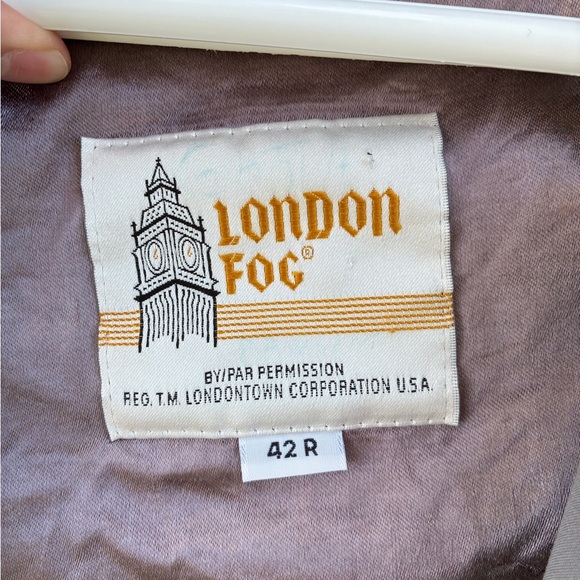 LONDON
FOG®
BY/PAR PERMISSION
REG. T.M. LONDONTOWN CORPORATION U.S.A.
42 R